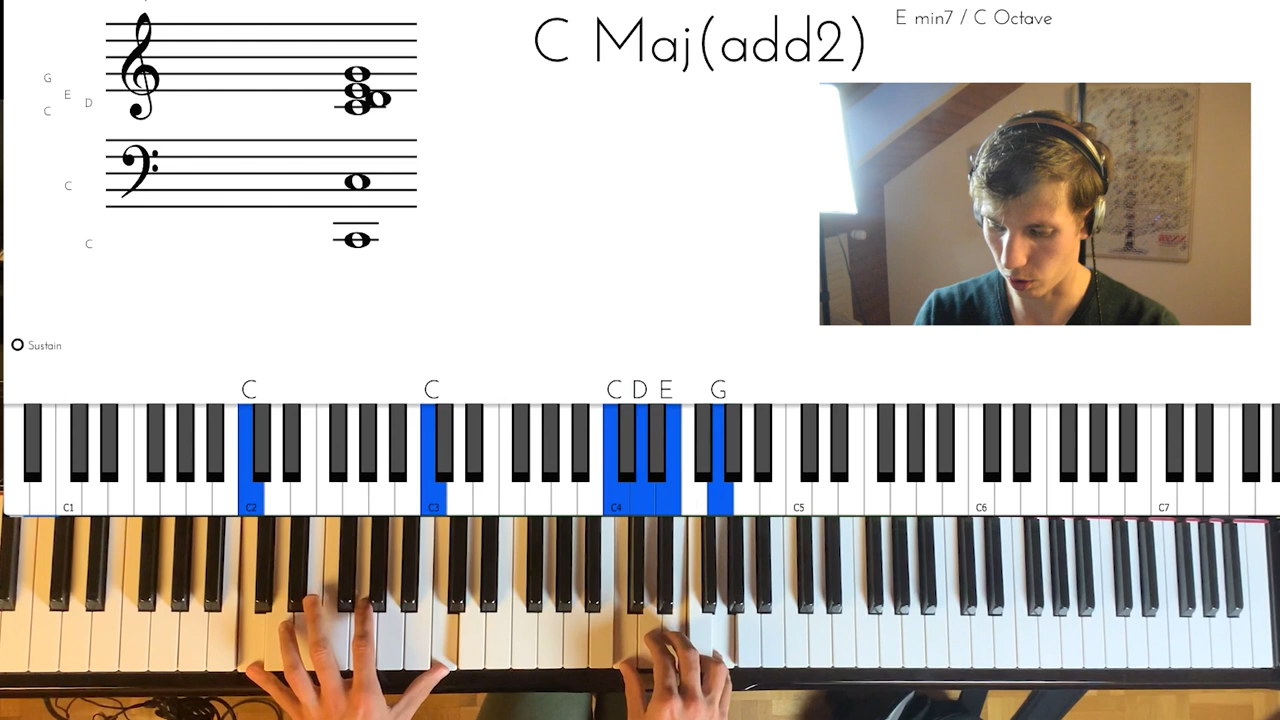 C Maj(add2)
E min7 / C Octave
G
E
D
C
C
C
Sustain
C C C D E G
C1 C2 C3 C4 C5 C6 C7